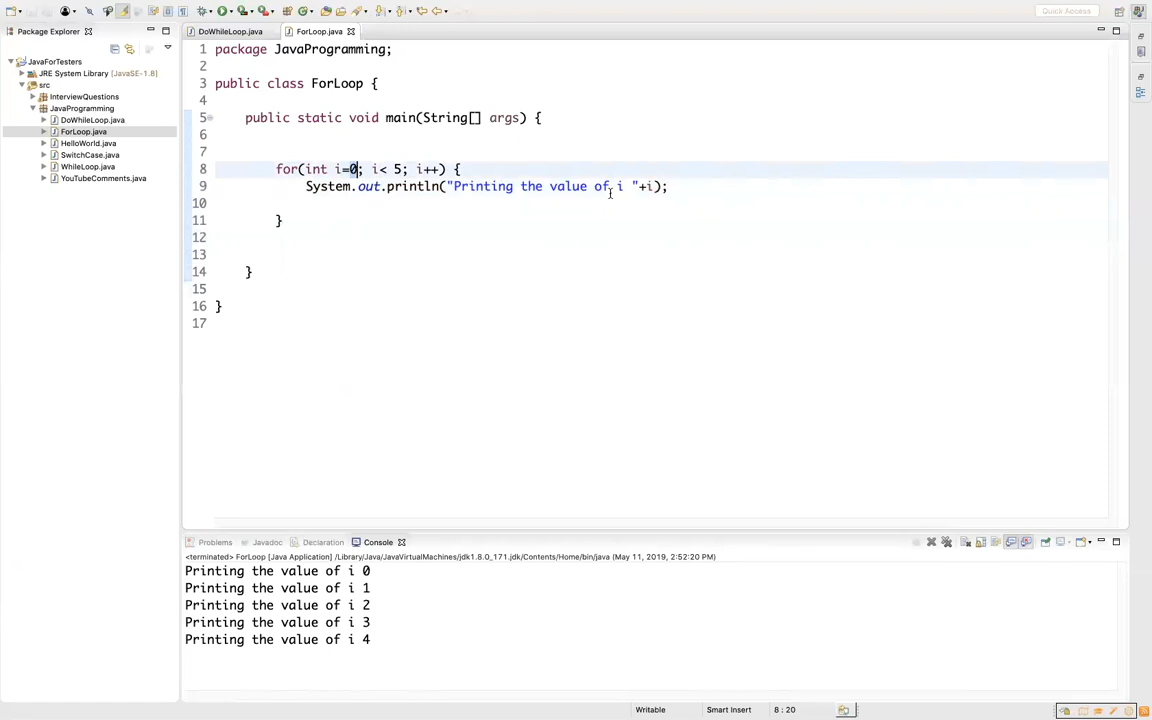 Quick Access
Package Explorer
DoWhileLoop.java
ForLoop.java
JavaForTesters
JRE System Library [JavaSE-1.8]
src
InterviewQuestions
JavaProgramming
DoWhileLoop.java
ForLoop.java
HelloWorld.java
SwitchCase.java
WhileLoop.java
YouTubeComments.java
1 package JavaProgramming;
2
3 public class ForLoop {
4
5 public static void main(String[] args) {
6
7
8 for(int i=0; i< 5; i++) {
9 System.out.println("Printing the value of i "+i);
10
11 }
12
13
14 }
15
16 }
17
Problems Javadoc Declaration Console
<terminated> ForLoop [Java Application] /Library/Java/JavaVirtualMachines/jdk1.8.0_171.jdk/Contents/Home/bin/java (May 11, 2019, 2:52:20 PM)
Printing the value of i 0
Printing the value of i 1
Printing the value of i 2
Printing the value of i 3
Printing the value of i 4
Writable Smart Insert 8 : 20